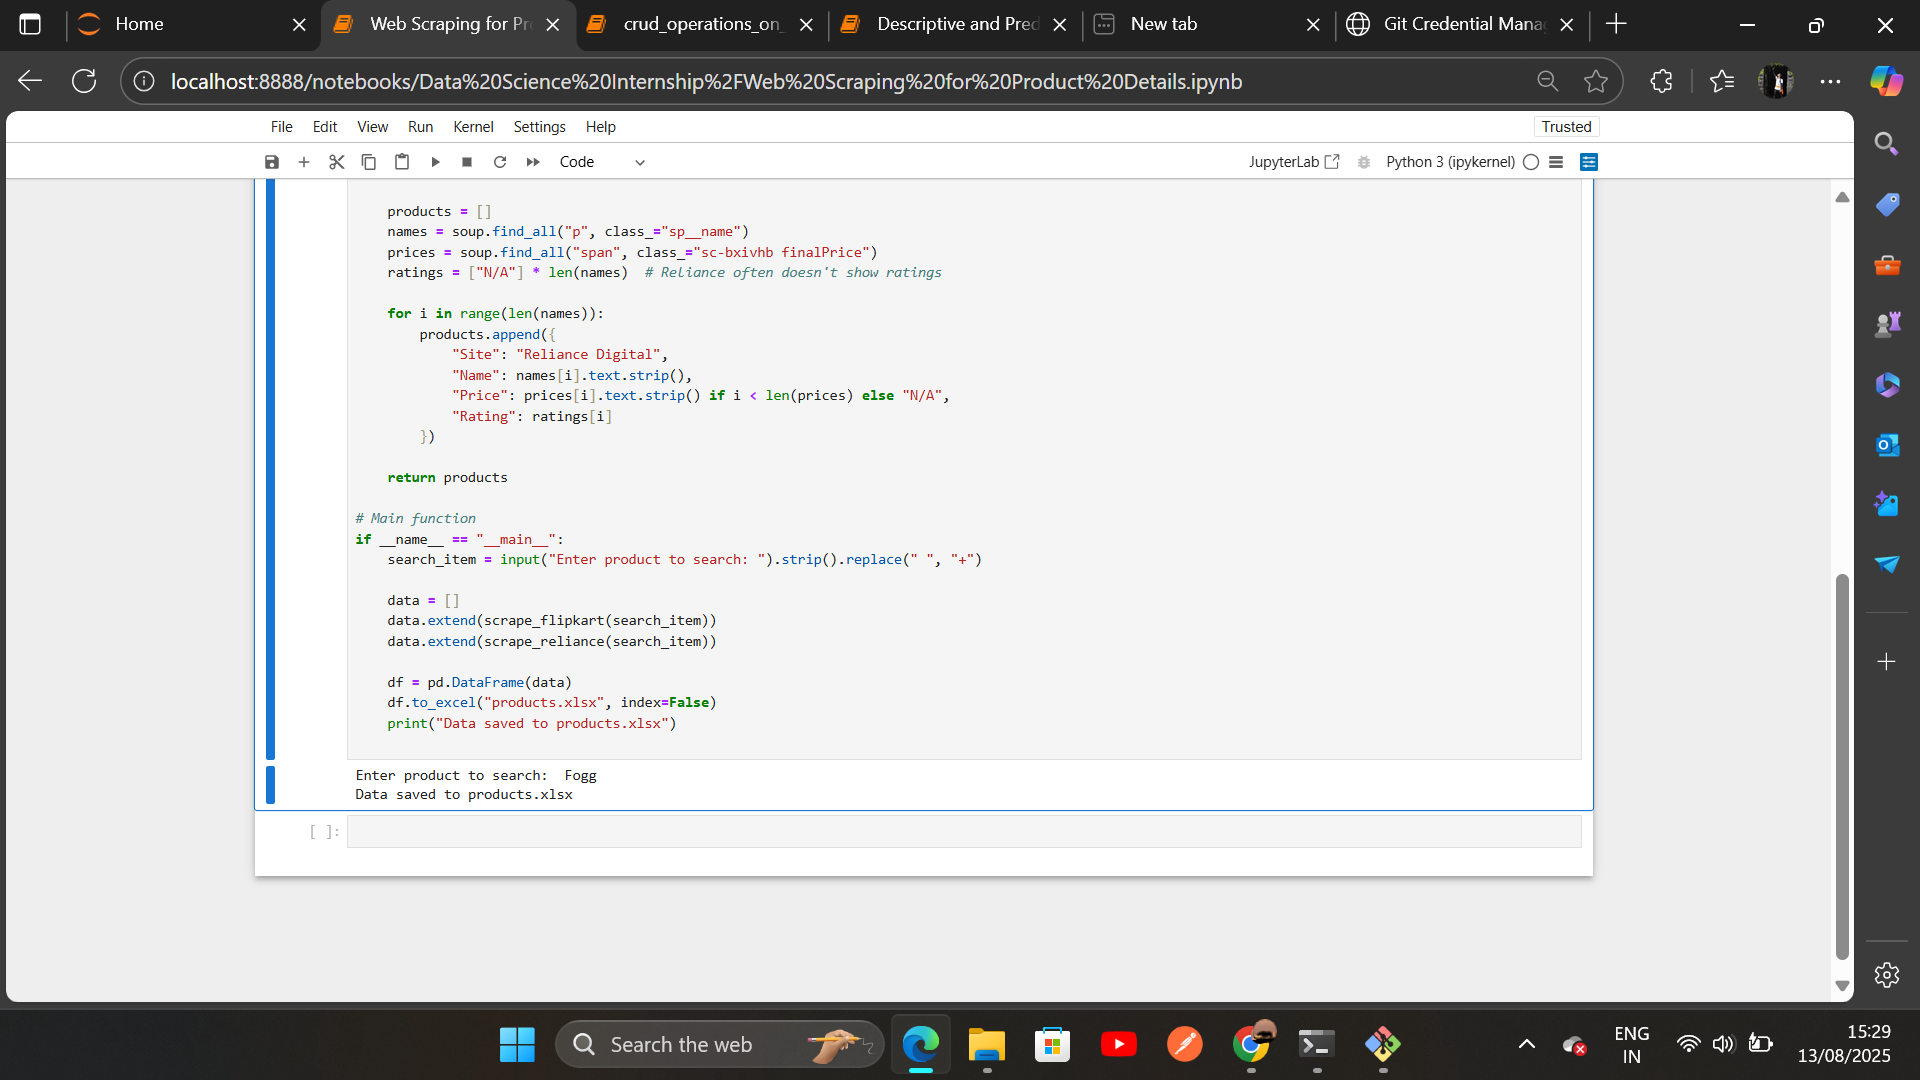 Home
Web Scraping for Pr
crud_operations_on_
Descriptive and Pred
New tab
Git Credential Mana
localhost:8888/notebooks/Data%20Science%20Internship%2FWeb%20Scraping%20for%20Product%20Details.ipynb
File Edit View Run Kernel Settings Help
Trusted
Code
JupyterLab
Python 3 (ipykernel)
products = []
names = soup.find_all("p", class_="sp__name")
prices = soup.find_all("span", class_="sc-bxivhb finalPrice")
ratings = ["N/A"] * len(names)  # Reliance often doesn't show ratings
for i in range(len(names)):
products.append({
"Site": "Reliance Digital",
"Name": names[i].text.strip(),
"Price": prices[i].text.strip() if i < len(prices) else "N/A",
"Rating": ratings[i]
})
return products
# Main function
if __name__ == "__main__":
search_item = input("Enter product to search: ").strip().replace(" ", "+")
data = []
data.extend(scrape_flipkart(search_item))
data.extend(scrape_reliance(search_item))
df = pd.DataFrame(data)
df.to_excel("products.xlsx", index=False)
print("Data saved to products.xlsx")
Enter product to search:  Fogg
Data saved to products.xlsx
[ ]:
Search the web
ENG
IN
15:29
13/08/2025